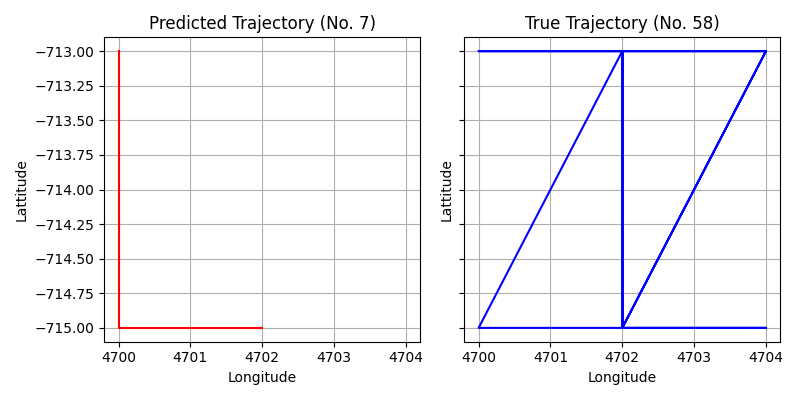 Predicted Trajectory (No. 7)
True Trajectory (No. 58)
−713.00
−713.25
−713.50
−713.75
−714.00
−714.25
−714.50
−714.75
−715.00
Lattitude
Lattitude
4700 4701 4702 4703 4704
4700 4701 4702 4703 4704
Longitude
Longitude